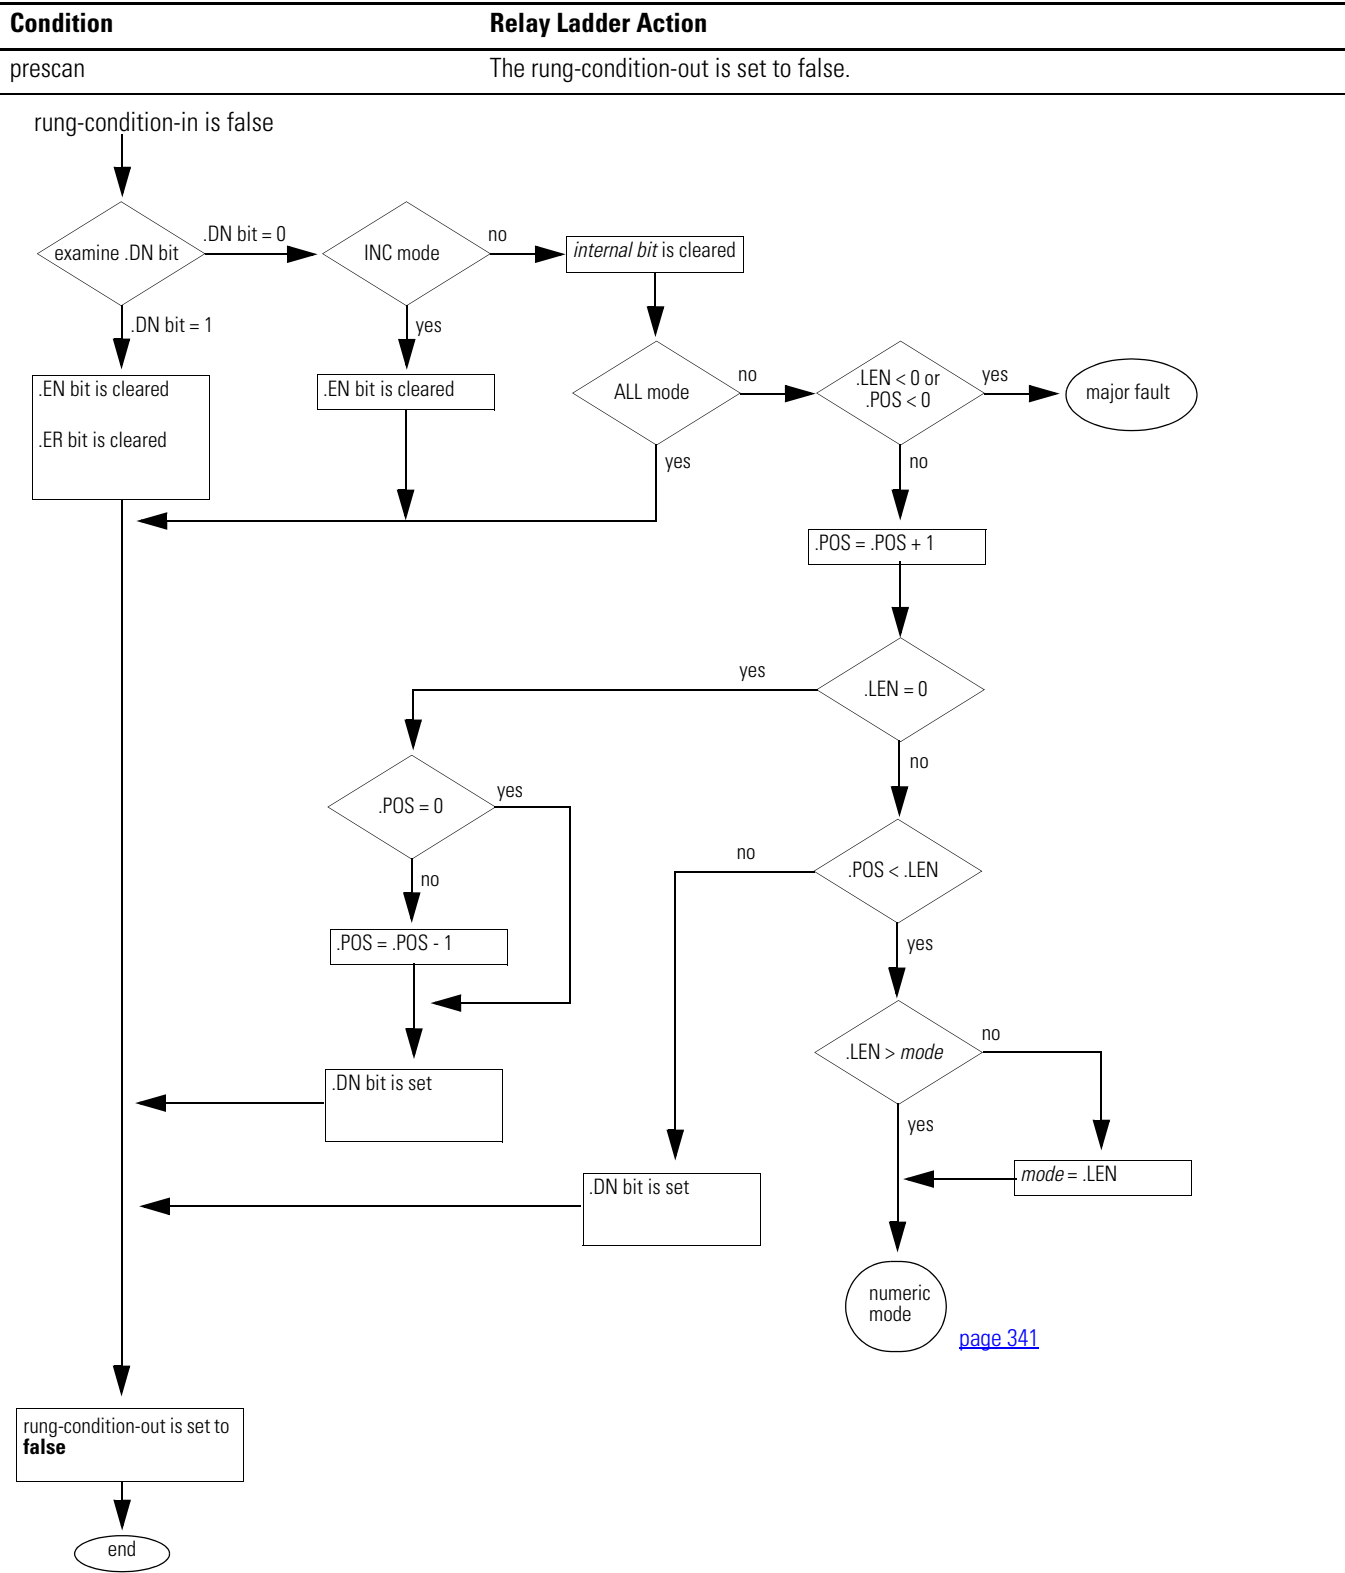 Condition Relay Ladder Action
prescan The rung-condition-out is set to false.
rung-condition-in is false
examine .DN bit
.DN bit = 0
INC mode
no
internal bit is cleared
.DN bit = 1
yes
.EN bit is cleared
.ER bit is cleared
.EN bit is cleared
ALL mode
no
.LEN < 0 or
.POS < 0
yes
major fault
yes
no
.POS = .POS + 1
yes
.LEN = 0
no
.POS = 0
yes
no
.POS < .LEN
no
.POS = .POS - 1
yes
.LEN > mode
no
.DN bit is set
yes
mode = .LEN
.DN bit is set
numeric
mode
page 341
rung-condition-out is set to
false
end